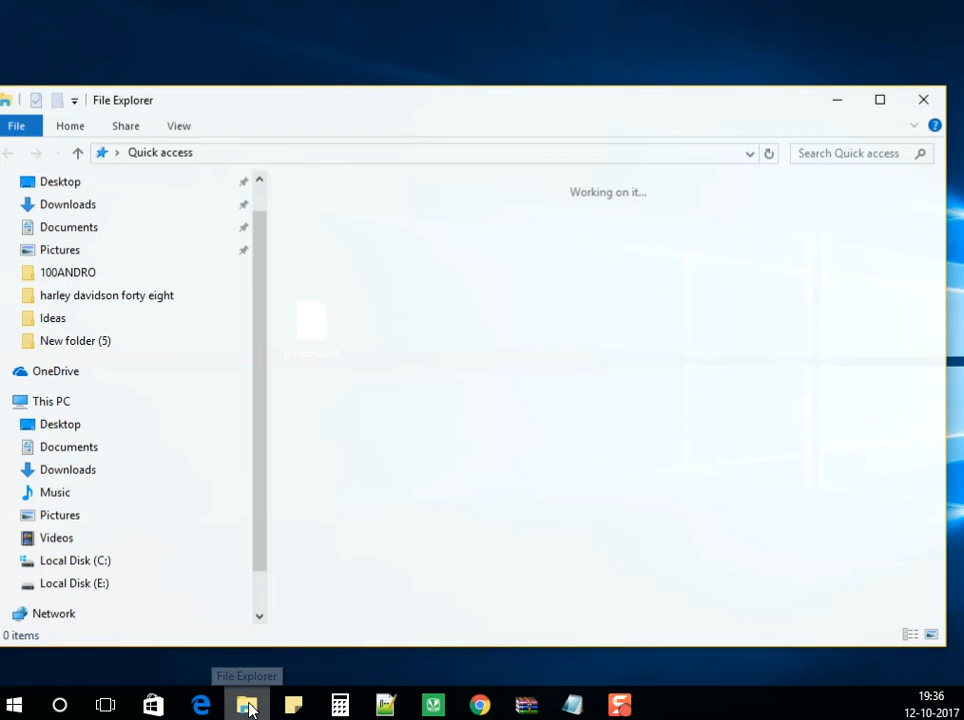 File Explorer
File Home Share View
Quick access
Search Quick access
Working on it...
Desktop
Downloads
Documents
Pictures
100ANDRO
harley davidson forty eight
Ideas
New folder (5)
OneDrive
This PC
Desktop
Documents
Downloads
Music
Pictures
Videos
Local Disk (C:)
Local Disk (E:)
Network
0 items
File Explorer
19:36
12-10-2017